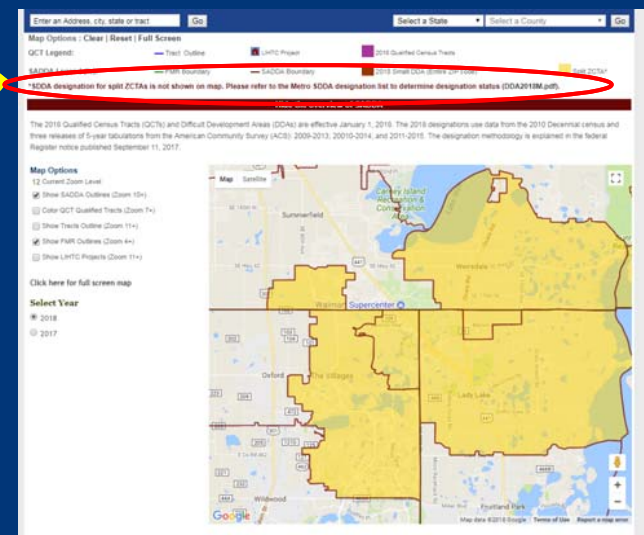 Enter an Address, city, state or tract Go Select a State Select a County Go
Map Options : Clear | Reset | Full Screen
QCT Legend: Tract Outline LIHTC Project 2018 Qualified Census Tracts
FMR Boundary SADDA Boundary 2018 Small DDA (Entire ZIP Code) Split ZCTA*
*SDDA designation for split ZCTAs is not shown on map. Please refer to the Metro SDDA designation list to determine designation status (DDA2018M.pdf).
The 2018 Qualified Census Tracts (QCTs) and Difficult Development Areas (DDAs) are effective January 1, 2018. The 2018 designations use data from the 2010 Decennial census and
three releases of 5-year tabulations from the American Community Survey (ACS): 2009-2013, 20010-2014, and 2011-2015. The designation methodology is explained in the federal
Register notice published September 11, 2017.
Map Options
12 Current Zoom Level
Show SADDA Outlines (Zoom 10+)
Color QCT Qualified Tracts (Zoom 7+)
Show Tracts Outline (Zoom 11+)
Show FMR Outlines (Zoom 4+)
Show LIHTC Projects (Zoom 11+)
Click here for full screen map
Select Year
2018
2017
Map Satellite
Carney Island
Recreation &
Conservation
Area
Summerfield
Weirsdale
Walmart Supercenter
Oxford
The Villages
Lady Lake
Wildwood
Fruitland Park
Google
Map data ©2018 Google Terms of Use Report a map error